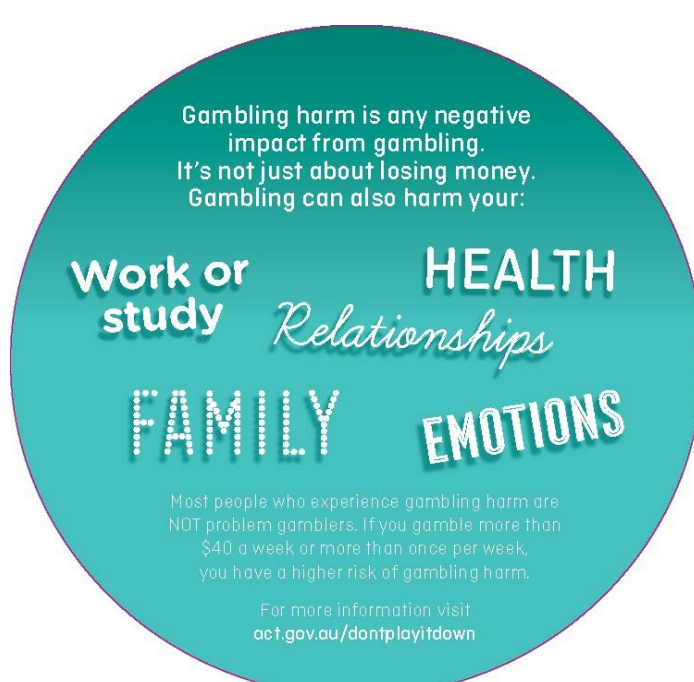 Gambling harm is any negative
impact from gambling.
It's not just about losing money.
Gambling can also harm your:
Work or
study
HEALTH
Relationships
FAMILY
EMOTIONS
Most people who experience gambling harm are
NOT problem gamblers. If you gamble more than
$40 a week or more than once per week,
you have a higher risk of gambling harm.
For more information visit
act.gov.au/dontplayitdown